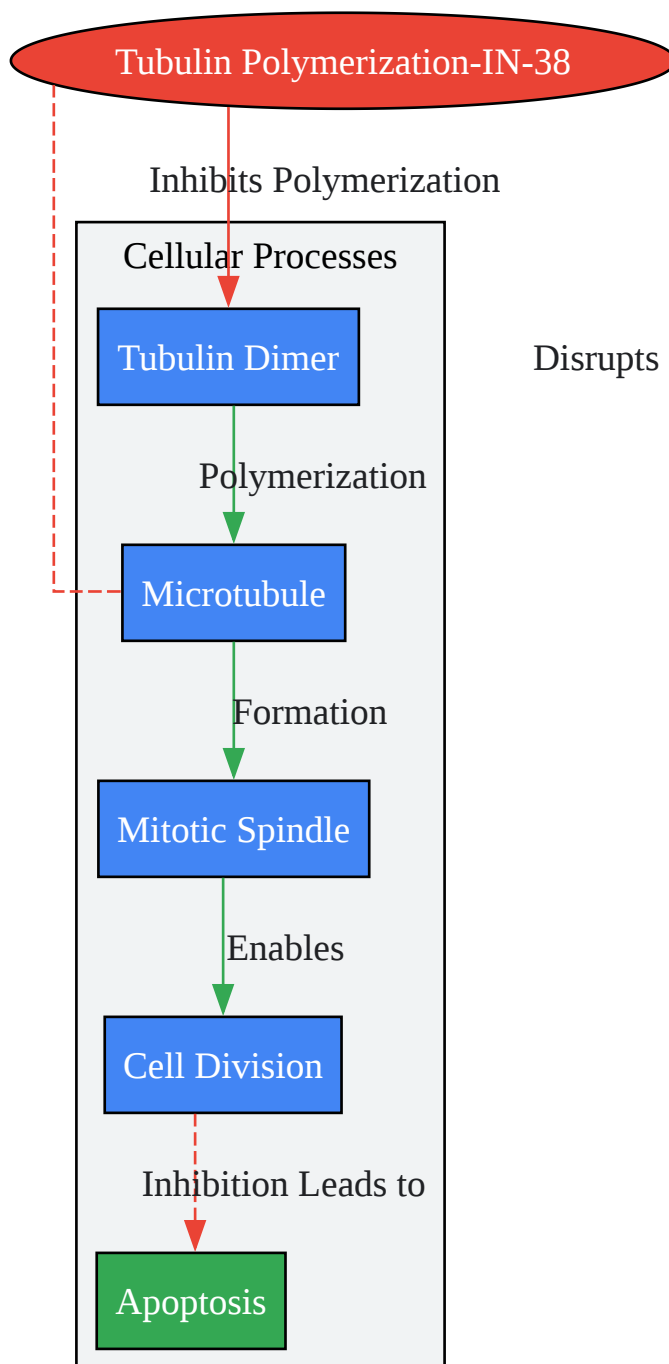 Tubulin Polymerization-IN-38
Inhibits Polymerization
Cellular Processes
Tubulin Dimer
Disrupts
Polymerization
Microtubule
Formation
Mitotic Spindle
Enables
Cell Division
Inhibition Leads to
Apoptosis